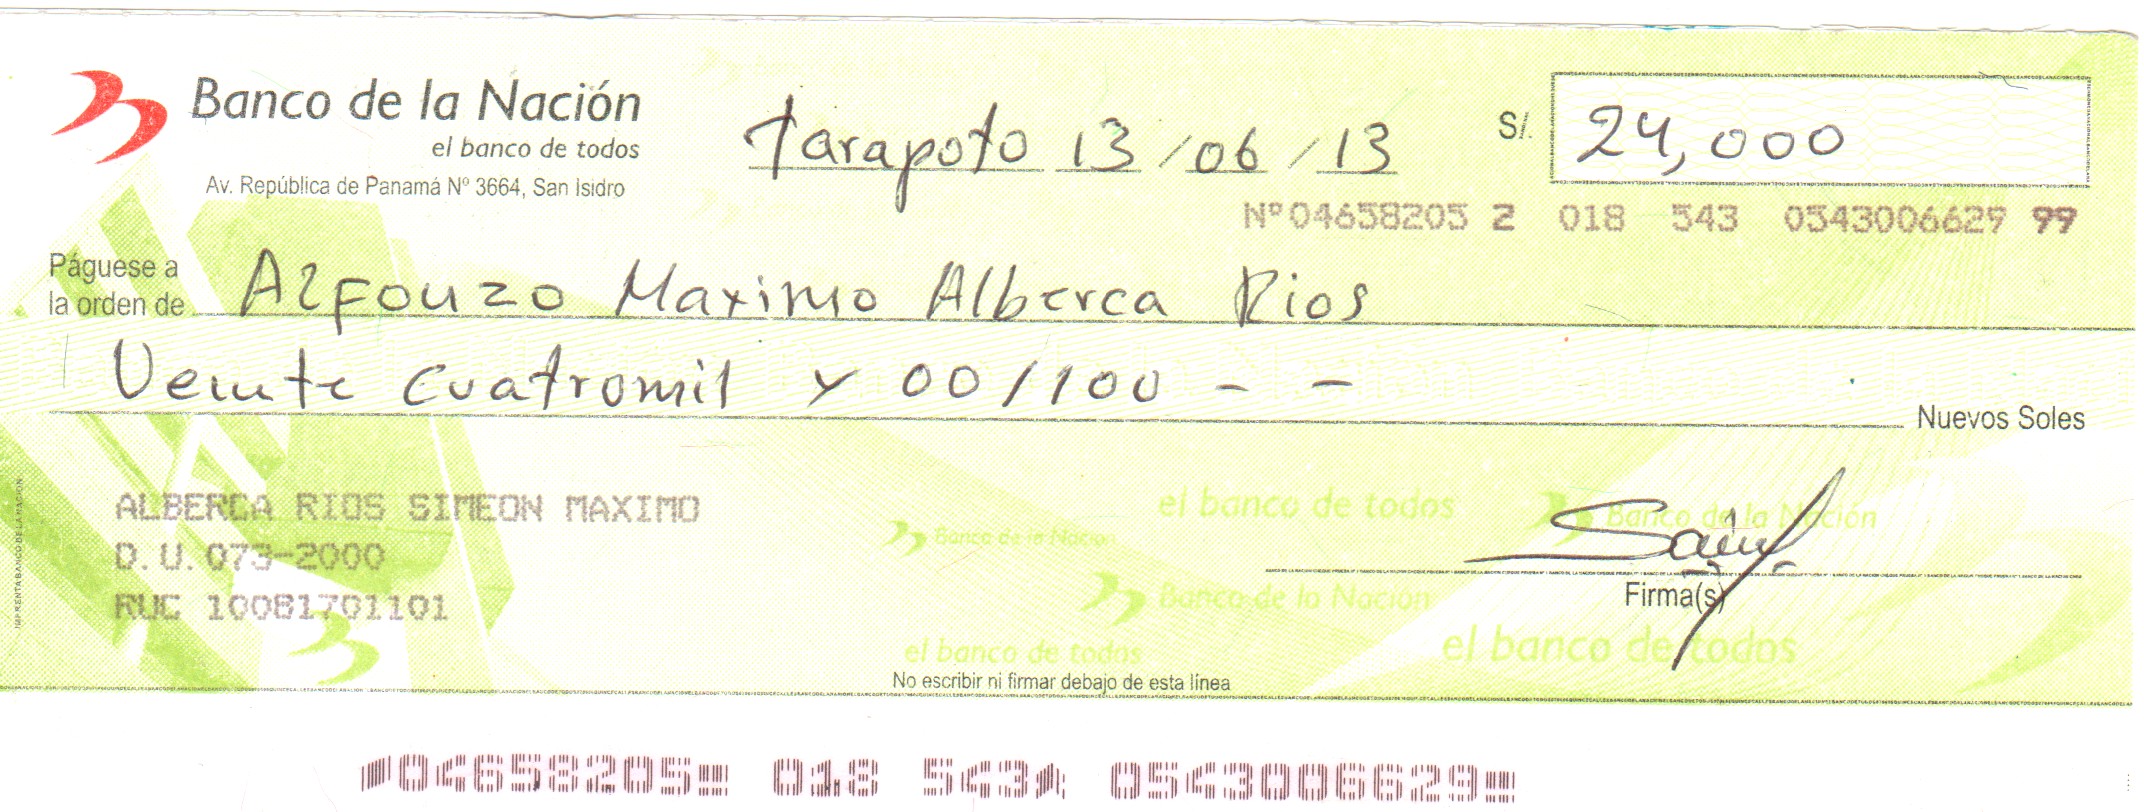 Banco de la Nación
el banco de todos
Av. República de Panamá Nº 3664, San Isidro
Tarapoto 13 / 06 / 13
S/. 24,000
Nº 04658205 2 018 543 0543006629 99
Páguese a
la orden de Alfonzo Maximo Alberca Rios
Veinte cuatromil y 00/100 - -
Nuevos Soles
ALBERCA RIOS SIMEON MAXIMO
D.U.073-2000
RUC 10081701101
el banco de todos
Banco de la Nación
Banco de la Nación
Banco de la Nación
Firma(s)
el banco de todos
el banco de todos
No escribir ni firmar debajo de esta línea
IMPRENTA BANCO DE LA NACION
04658205 018 543 0543006629